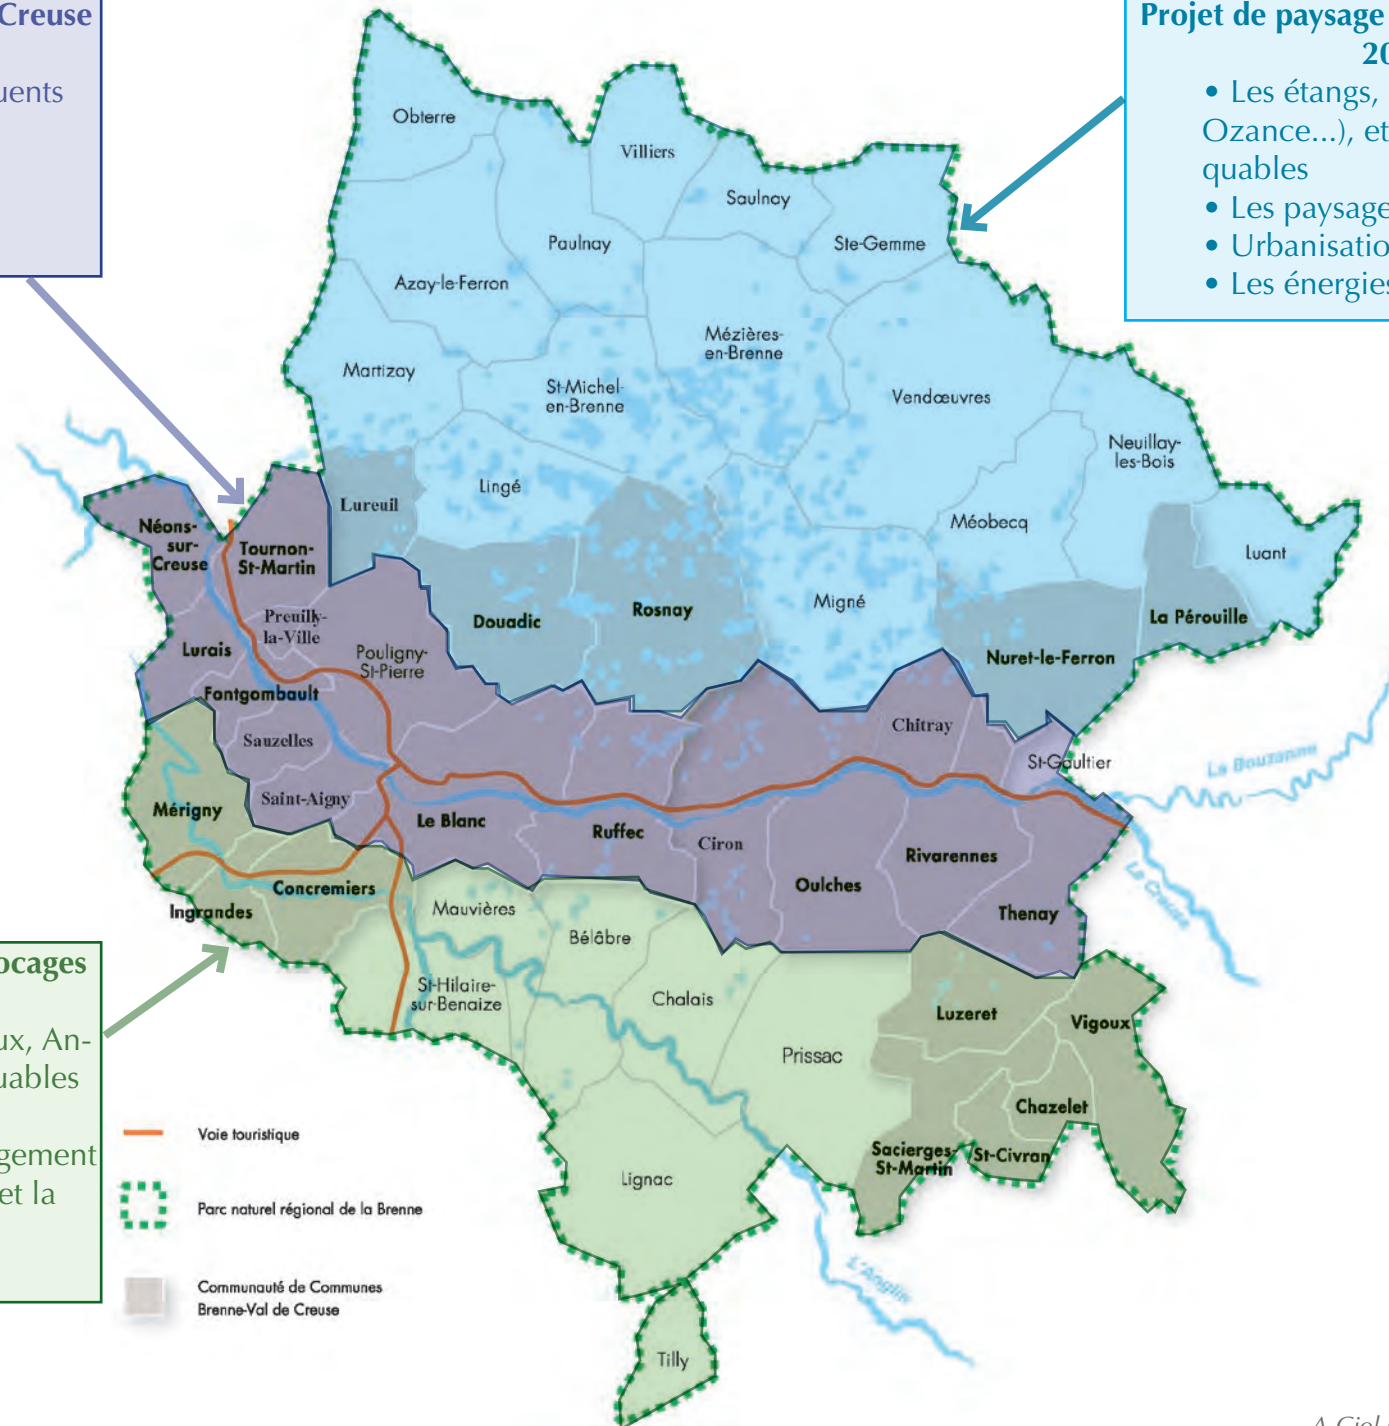 Creuse
uents
Projet de paysage
20
• Les étangs,
Ozance...), et
quables
• Les paysage
• Urbanisatio
• Les énergies
Obterre
Villiers
Saulnay
Paulnay
Ste-Gemme
Azay-le-Ferron
Mézières-
en-Brenne
Martizay
St-Michel-
en-Brenne
Vendœuvres
Neuillay-
les-Bois
Lingé
Lureuil
Méobecq
Luant
Néons-
sur-
Creuse
Tournon-
St-Martin
Migné
Rosnay
Douadic
La Pérouille
Preuilly-
la-Ville
Lurais
Pouligny-
St-Pierre
Nuret-le-Ferron
Fontgombault
Chitray
Sauzelles
St-Gaultier
La Bouzanne
Saint-Aigny
Mérigny
Le Blanc
Ruffec
Ciron
Rivarennes
Oulches
La Creuse
Concremiers
Ingrandes
Mauvières
Thenay
Bélâbre
ocages
St-Hilaire-
sur-Benaize
Chalais
Luzeret
Vigoux
ux, An-
uables
Prissac
Chazelet
gement
et la
Sacierges-
St-Martin
St-Civran
Lignac
L'Anglin
Tilly
Voie touristique
Parc naturel régional de la Brenne
Communauté de Communes
Brenne-Val de Creuse